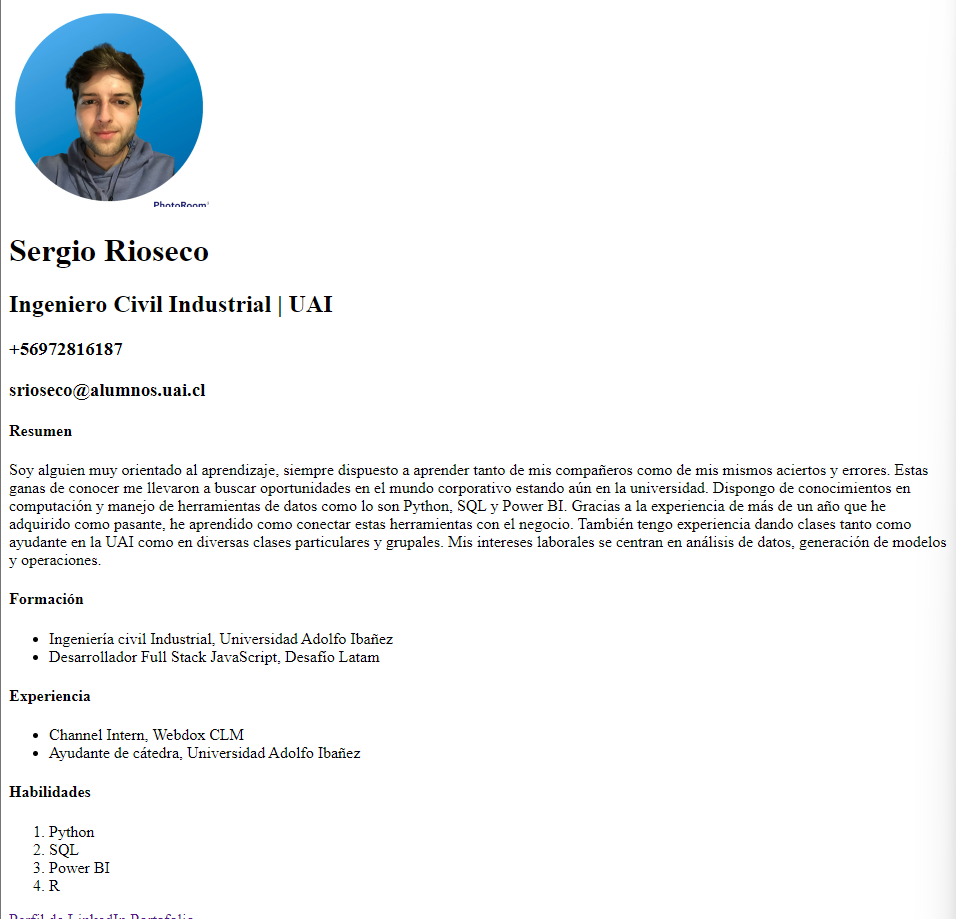 PhotoRoom
Sergio Rioseco
Ingeniero Civil Industrial | UAI
+56972816187
srioseco@alumnos.uai.cl
Resumen
Soy alguien muy orientado al aprendizaje, siempre dispuesto a aprender tanto de mis compañeros como de mis mismos aciertos y errores. Estas
ganas de conocer me llevaron a buscar oportunidades en el mundo corporativo estando aún en la universidad. Dispongo de conocimientos en
computación y manejo de herramientas de datos como lo son Python, SQL y Power BI. Gracias a la experiencia de más de un año que he
adquirido como pasante, he aprendido como conectar estas herramientas con el negocio. También tengo experiencia dando clases tanto como
ayudante en la UAI como en diversas clases particulares y grupales. Mis intereses laborales se centran en análisis de datos, generación de modelos
y operaciones.
Formación
• Ingeniería civil Industrial, Universidad Adolfo Ibañez
• Desarrollador Full Stack JavaScript, Desafío Latam
Experiencia
• Channel Intern, Webdox CLM
• Ayudante de cátedra, Universidad Adolfo Ibañez
Habilidades
1. Python
2. SQL
3. Power BI
4. R
Perfil de LinkedIn Portafolio